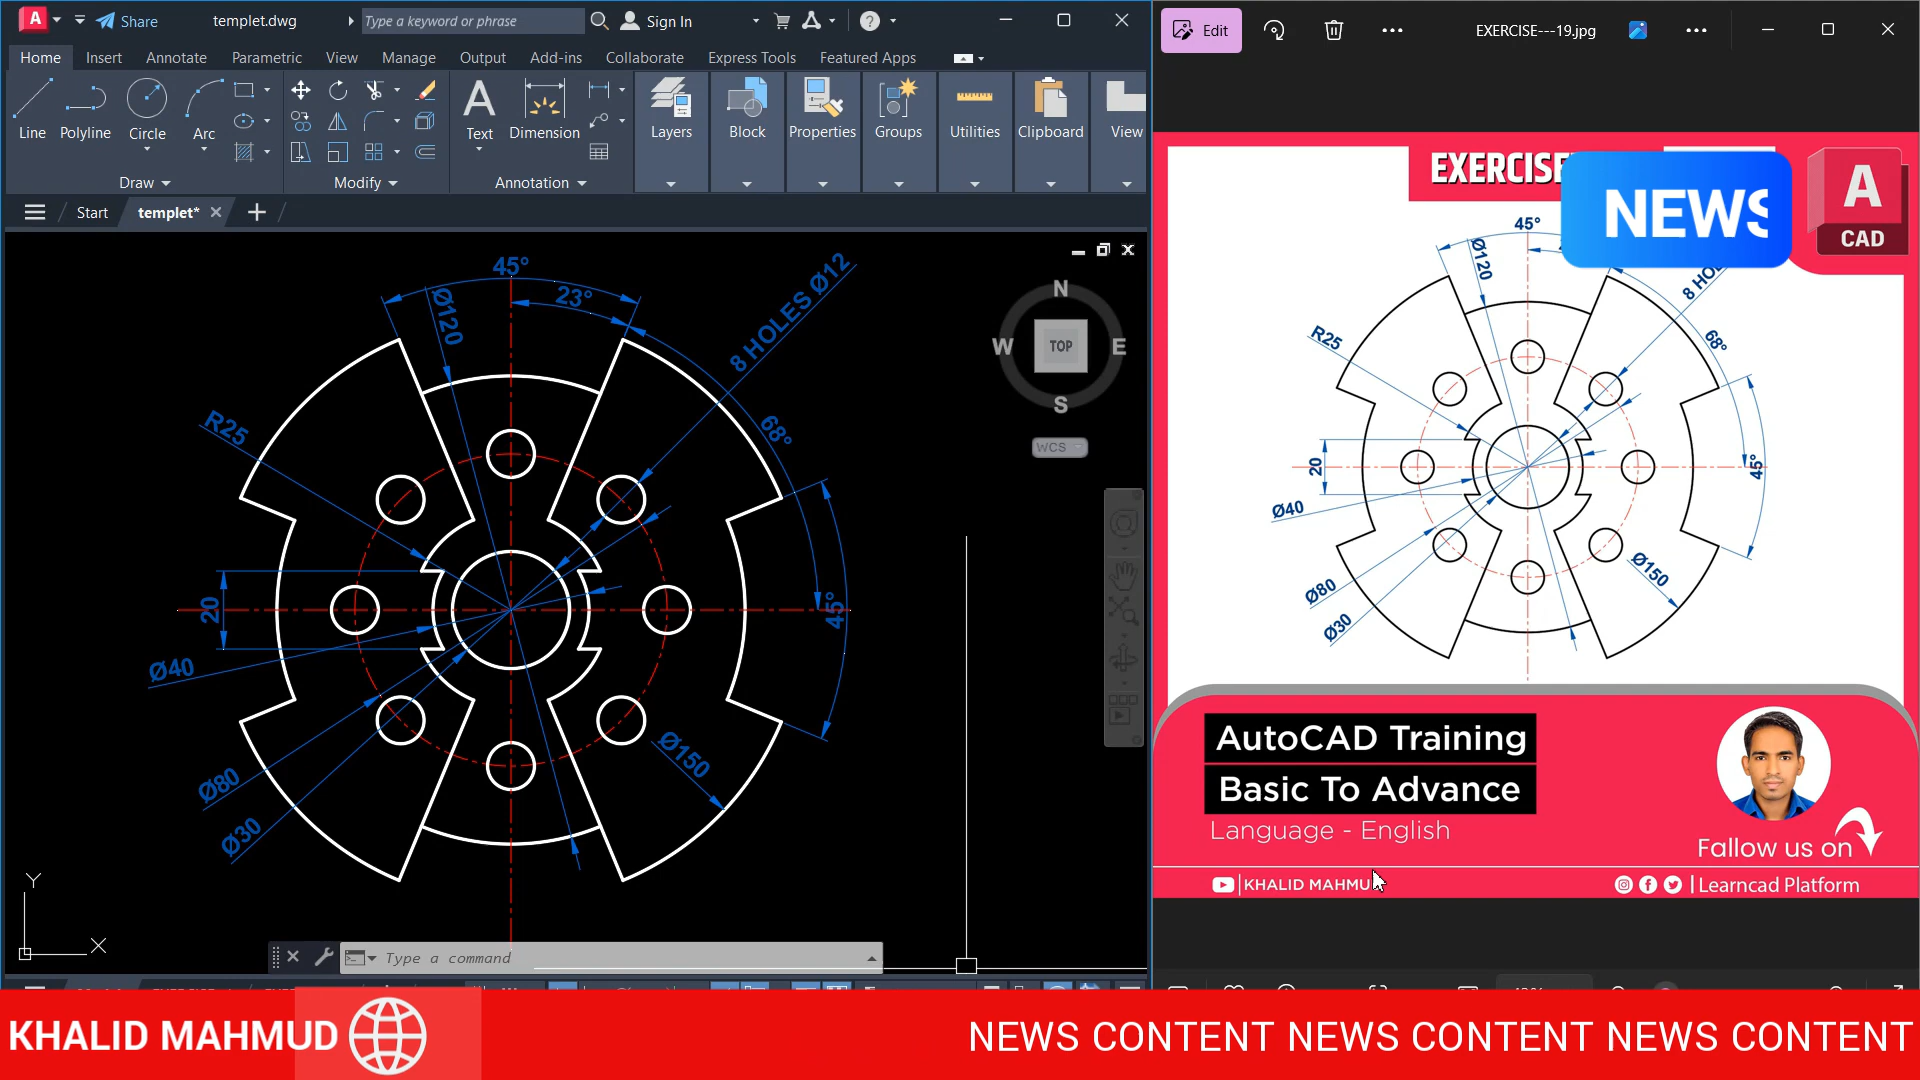 Share
templet.dwg
Type a keyword or phrase
Sign In
Home Insert Annotate Parametric View Manage Output Add-ins Collaborate Express Tools Featured Apps
Line Polyline Circle Arc
Text Dimension
Layers Block Properties Groups Utilities Clipboard View
Draw Modify Annotation
Start templet*
45°
23°
Ø120
8 HOLES Ø12
R25
68°
20
45°
Ø40
Ø80
Ø30
Ø150
N
W TOP E
S
WCS
Y
X
Type a command
Edit
EXERCISE---19.jpg
EXERCISE
NEWS
A
CAD
45°
Ø120
R25
68°
20
45°
Ø40
Ø80
Ø30
Ø150
AutoCAD Training
Basic To Advance
Language - English
Fallow us on
KHALID MAHMU
Learncad Platform
KHALID MAHMUD
NEWS CONTENT NEWS CONTENT NEWS CONTENT